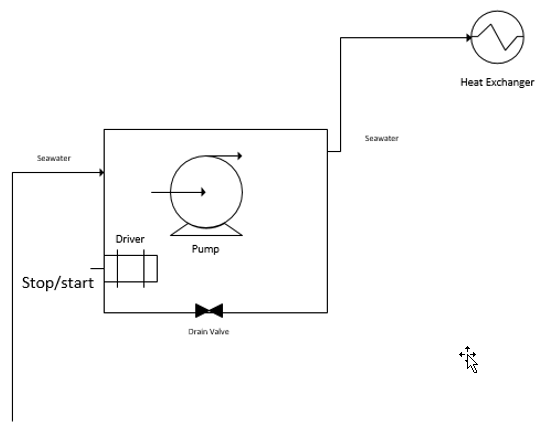 Heat Exchanger
Seawater
Seawater
Driver
Pump
Stop/start
Drain Valve